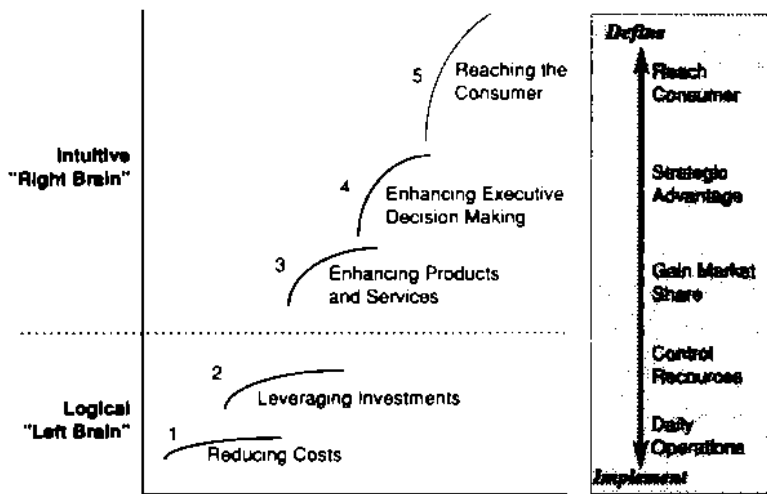 5
Reaching the
Consumer
Intuitive
"Right Brain"
4
Enhancing Executive
Decision Making
3
Enhancing Products
and Services
2
Leveraging Investments
Logical
"Left Brain"
1
Reducing Costs
Define
Reach
Consumer
Strategic
Advantage
Gain Market
Share
Control
Recources
Daily
Operations
Implement